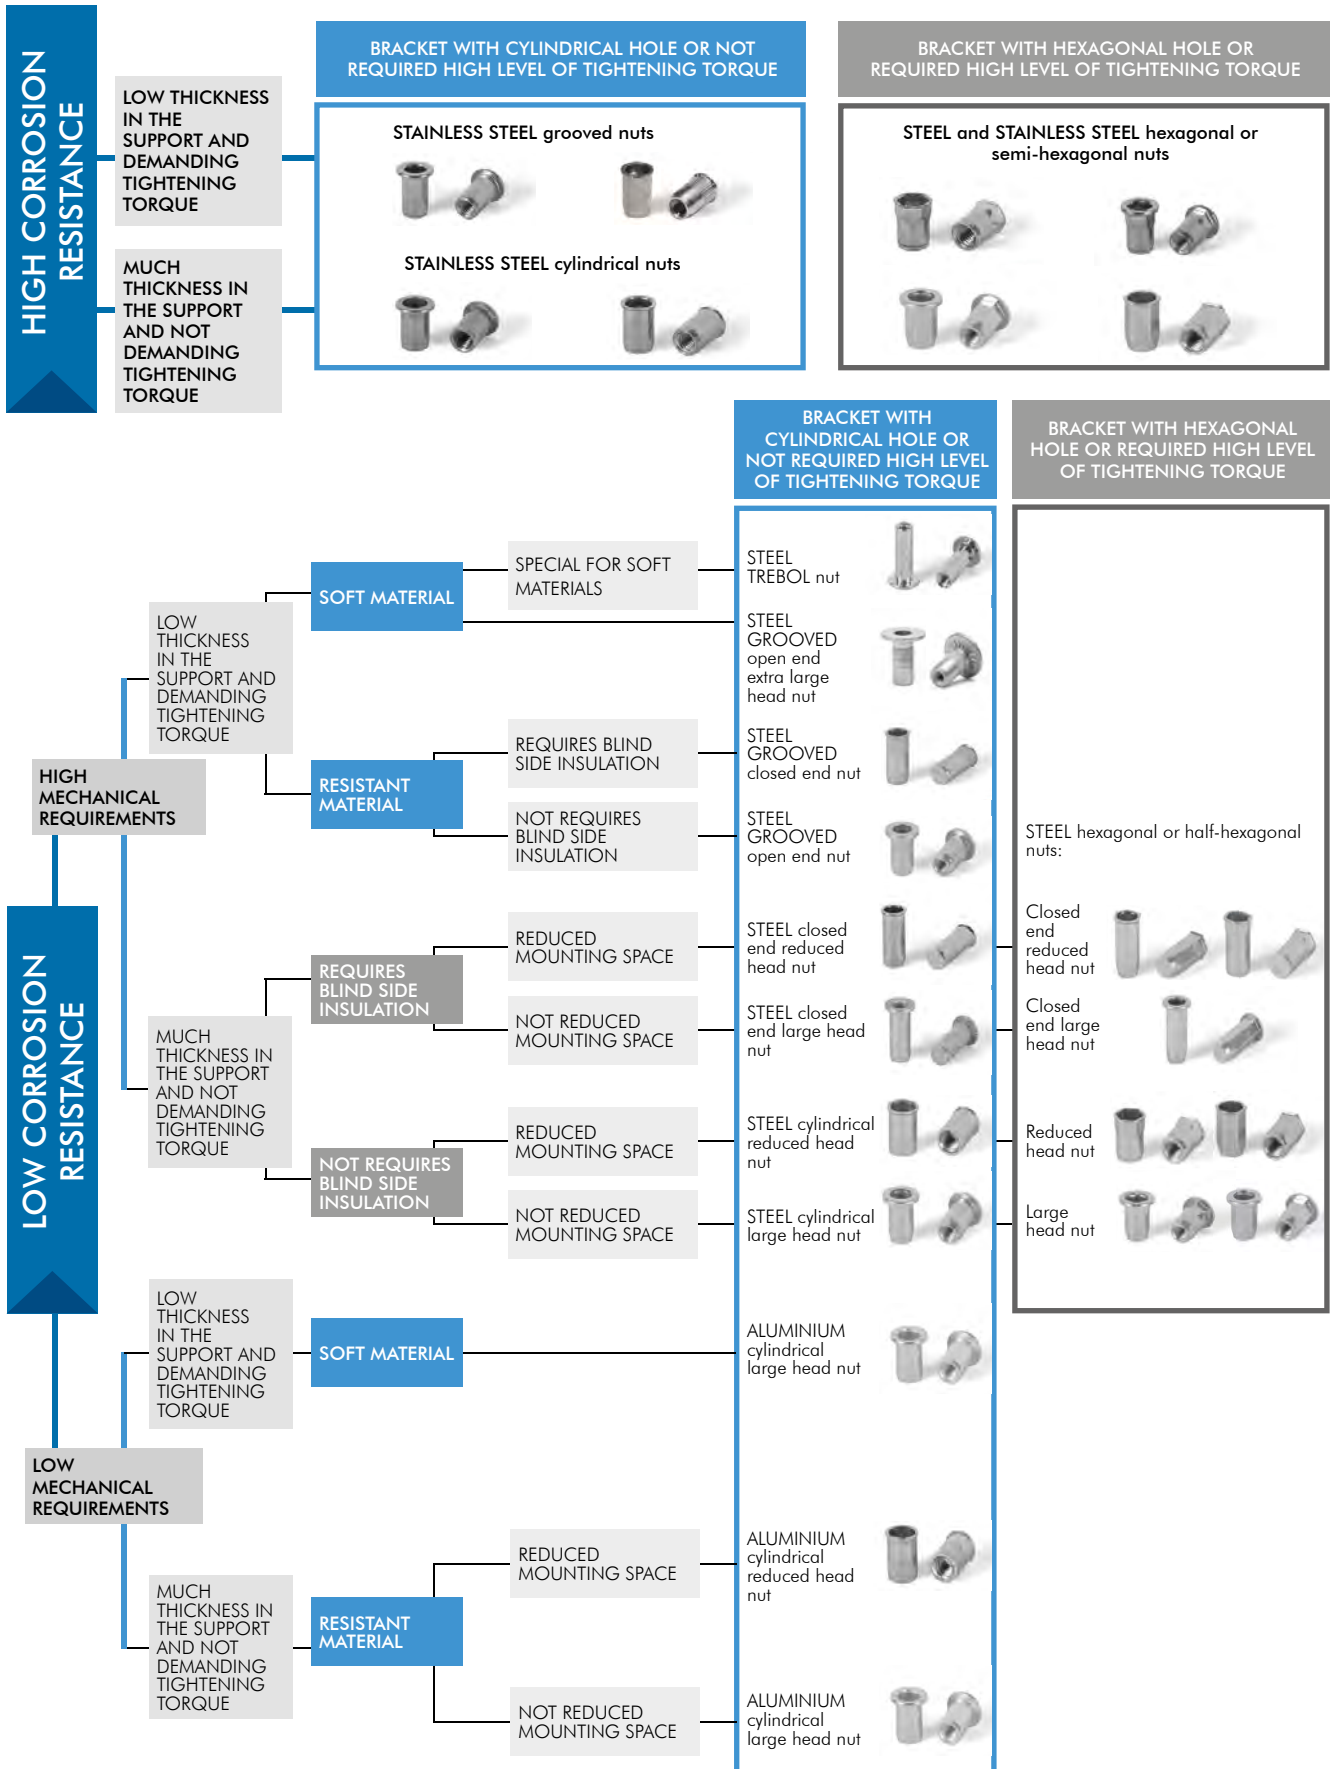 HIGH CORROSION
RESISTANCE
LOW THICKNESS
IN THE
SUPPORT AND
DEMANDING
TIGHTENING
TORQUE
MUCH
THICKNESS IN
THE SUPPORT
AND NOT
DEMANDING
TIGHTENING
TORQUE
BRACKET WITH CYLINDRICAL HOLE OR NOT
REQUIRED HIGH LEVEL OF TIGHTENING TORQUE
STAINLESS STEEL grooved nuts
STAINLESS STEEL cylindrical nuts
BRACKET WITH HEXAGONAL HOLE OR
REQUIRED HIGH LEVEL OF TIGHTENING TORQUE
STEEL and STAINLESS STEEL hexagonal or
semi-hexagonal nuts
BRACKET WITH
CYLINDRICAL HOLE OR
NOT REQUIRED HIGH LEVEL
OF TIGHTENING TORQUE
BRACKET WITH HEXAGONAL
HOLE OR REQUIRED HIGH LEVEL
OF TIGHTENING TORQUE
LOW CORROSION
RESISTANCE
HIGH
MECHANICAL
REQUIREMENTS
LOW
THICKNESS
IN THE
SUPPORT AND
DEMANDING
TIGHTENING
TORQUE
SOFT MATERIAL
SPECIAL FOR SOFT
MATERIALS
STEEL
TREBOL nut
STEEL
GROOVED
open end
extra large
head nut
RESISTANT
MATERIAL
REQUIRES BLIND
SIDE INSULATION
STEEL
GROOVED
closed end nut
NOT REQUIRES
BLIND SIDE
INSULATION
STEEL
GROOVED
open end nut
STEEL hexagonal or half-hexagonal
nuts:
MUCH
THICKNESS IN
THE SUPPORT
AND NOT
DEMANDING
TIGHTENING
TORQUE
REQUIRES
BLIND SIDE
INSULATION
REDUCED
MOUNTING SPACE
STEEL closed
end reduced
head nut
Closed
end
reduced
head nut
NOT REDUCED
MOUNTING SPACE
STEEL closed
end large head
nut
Closed
end large
head nut
NOT REQUIRES
BLIND SIDE
INSULATION
REDUCED
MOUNTING SPACE
STEEL cylindrical
reduced head
nut
Reduced
head nut
NOT REDUCED
MOUNTING SPACE
STEEL cylindrical
large head nut
Large
head nut
LOW
MECHANICAL
REQUIREMENTS
LOW
THICKNESS
IN THE
SUPPORT AND
DEMANDING
TIGHTENING
TORQUE
SOFT MATERIAL
ALUMINIUM
cylindrical
large head nut
MUCH
THICKNESS IN
THE SUPPORT
AND NOT
DEMANDING
TIGHTENING
TORQUE
RESISTANT
MATERIAL
REDUCED
MOUNTING SPACE
ALUMINIUM
cylindrical
reduced head
nut
NOT REDUCED
MOUNTING SPACE
ALUMINIUM
cylindrical
large head nut